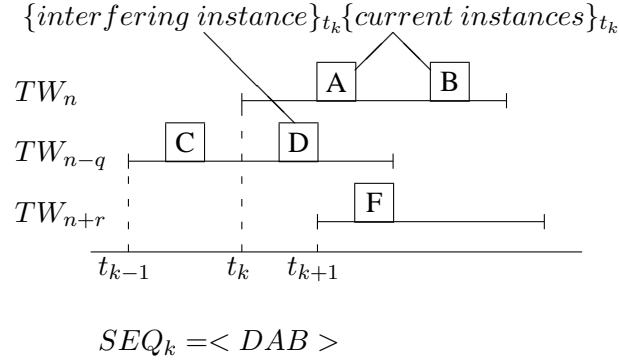 {interfering instance}_{t_k} {current instances}_{t_k}
TW_n A B
TW_{n−q} C D
TW_{n+r} F
t_{k−1} t_k t_{k+1}
SEQ_k =< DAB >